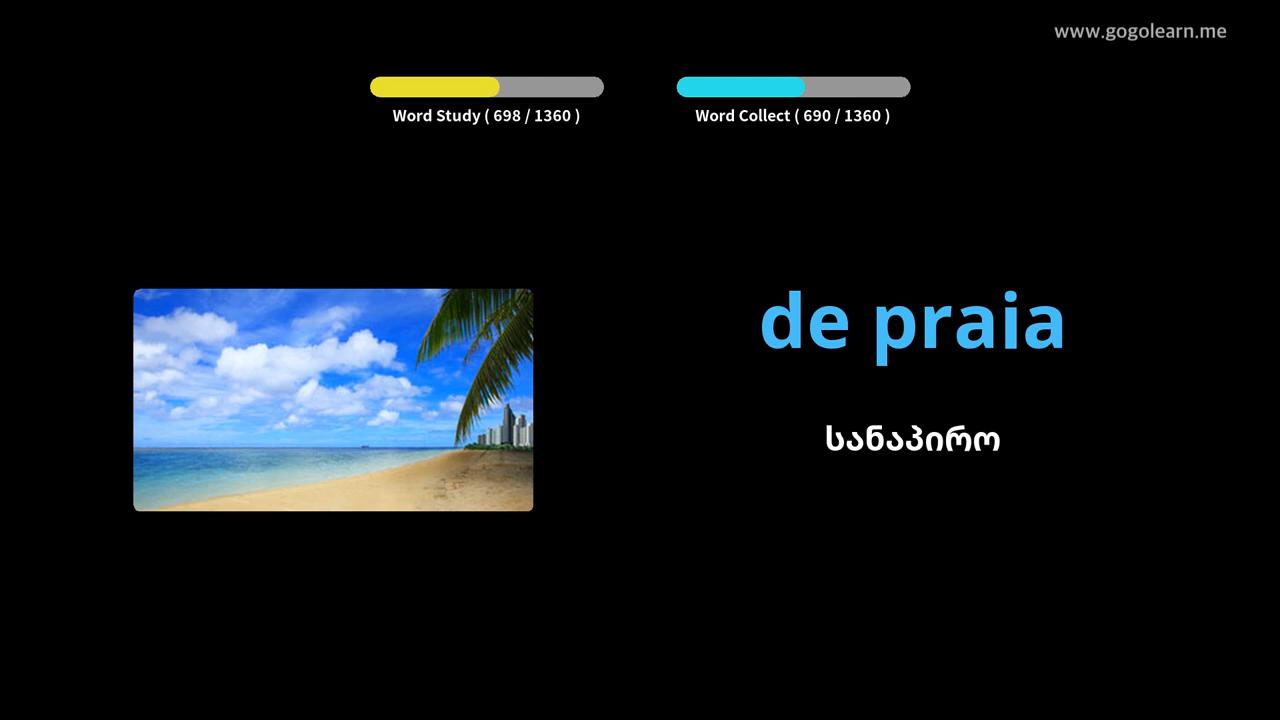 www.gogolearn.me
Word Study ( 698 / 1360 )
Word Collect ( 690 / 1360 )
de praia
სანაპირო